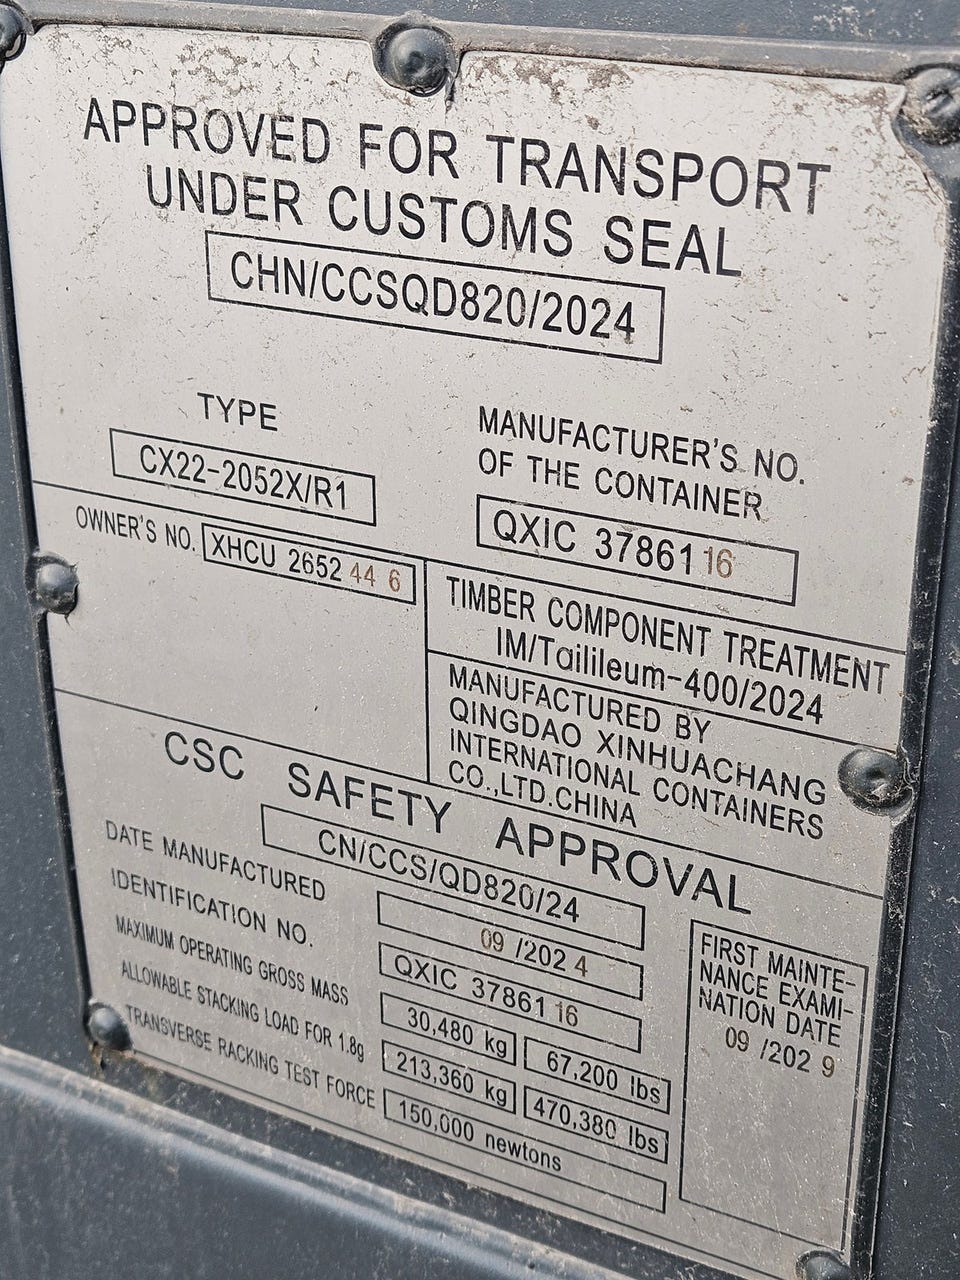 APPROVED FOR TRANSPORT
UNDER CUSTOMS SEAL
CHN/CCSQD820/2024
TYPE
CX22-2052X/R1
MANUFACTURER'S NO.
OF THE CONTAINER
QXIC 3786116
OWNER'S NO. XHCU 265244 6
TIMBER COMPONENT TREATMENT
IM/Tailileum-400/2024
MANUFACTURED BY
QINGDAO XINHUACHANG
INTERNATIONAL CONTAINERS
CO.,LTD.CHINA
CSC SAFETY APPROVAL
CN/CCS/QD820/24
DATE MANUFACTURED 09 /2024
IDENTIFICATION NO. QXIC 3786116
MAXIMUM OPERATING GROSS MASS 30,480 kg 67,200 lbs
ALLOWABLE STACKING LOAD FOR 1.8g 213,360 kg 470,380 lbs
TRANSVERSE RACKING TEST FORCE 150,000 newtons
FIRST MAINTE-
NANCE EXAMI-
NATION DATE
09 /2029